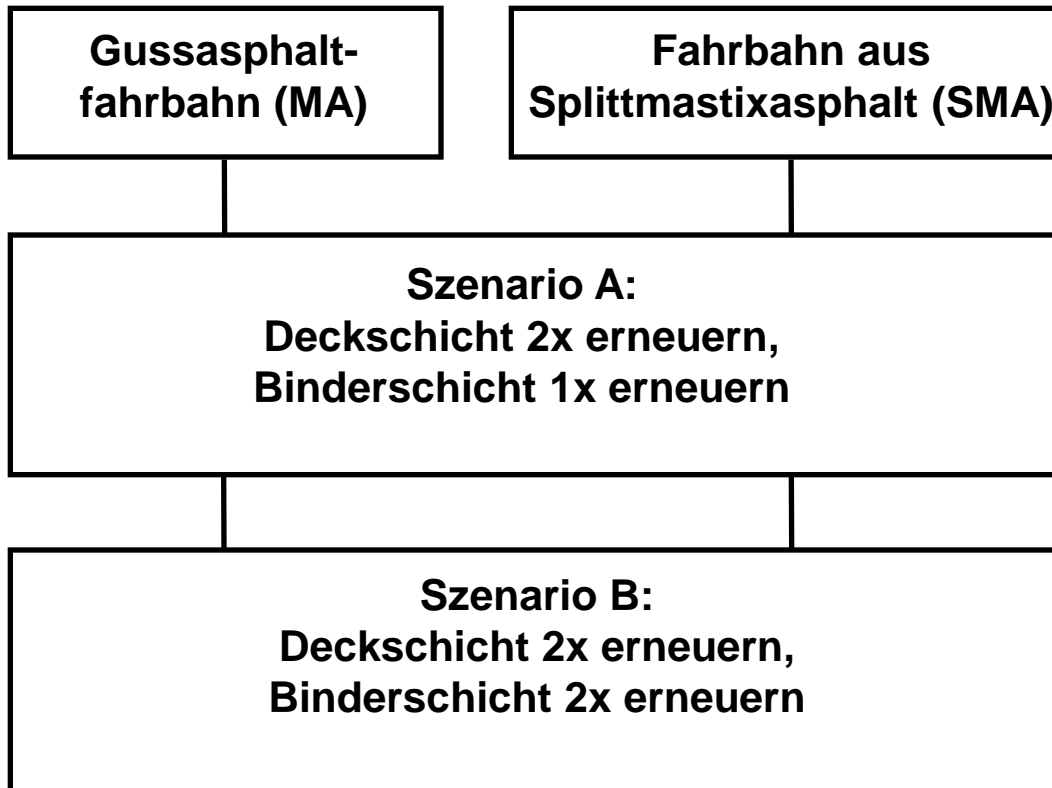 Gussasphalt-
fahrbahn (MA)
Fahrbahn aus
Splittmastixasphalt (SMA)
Szenario A:
Deckschicht 2x erneuern,
Binderschicht 1x erneuern
Szenario B:
Deckschicht 2x erneuern,
Binderschicht 2x erneuern